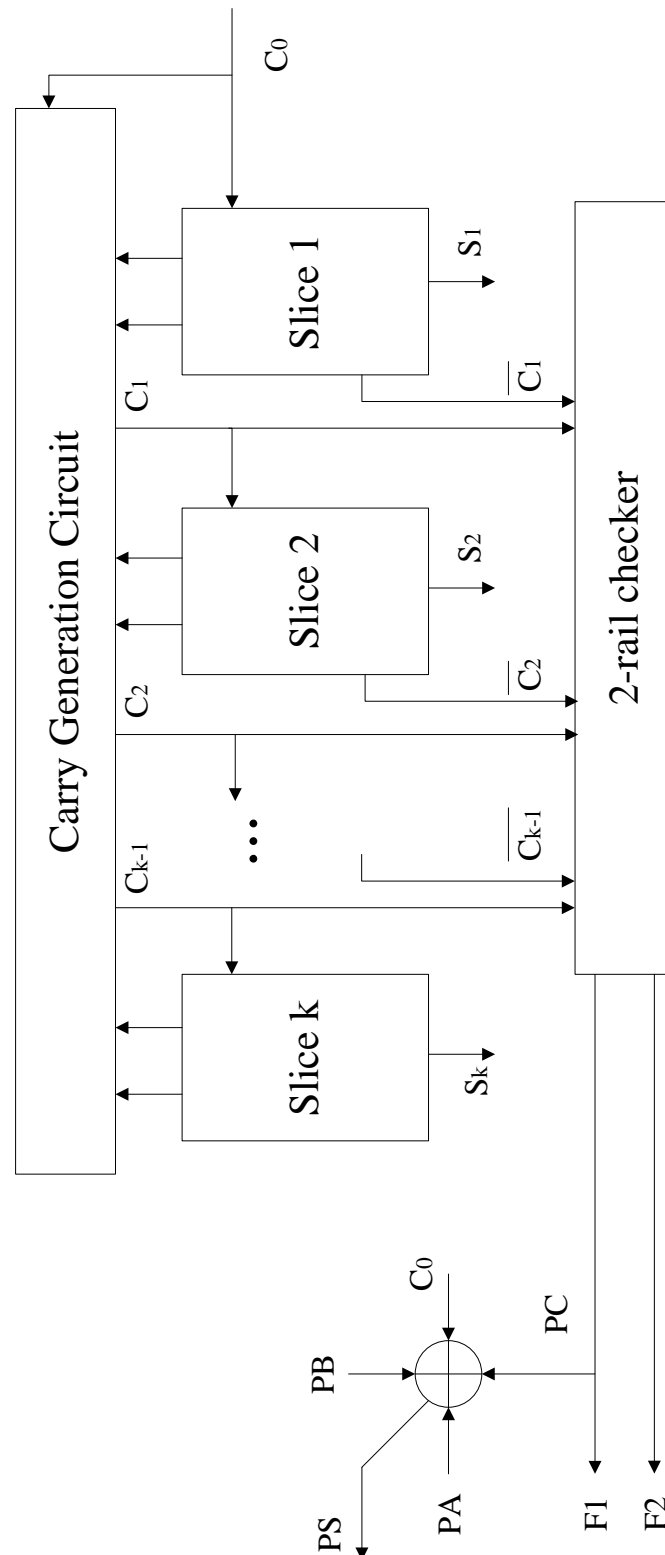 Carry Generation Circuit
C0
C1
C2
Ck-1
Slice 1
Slice 2
...
Slice k
S1
S2
Sk
C̅1
C̅2
C̅k-1
2-rail checker
PB
C0
PC
PA
PS
F1
F2